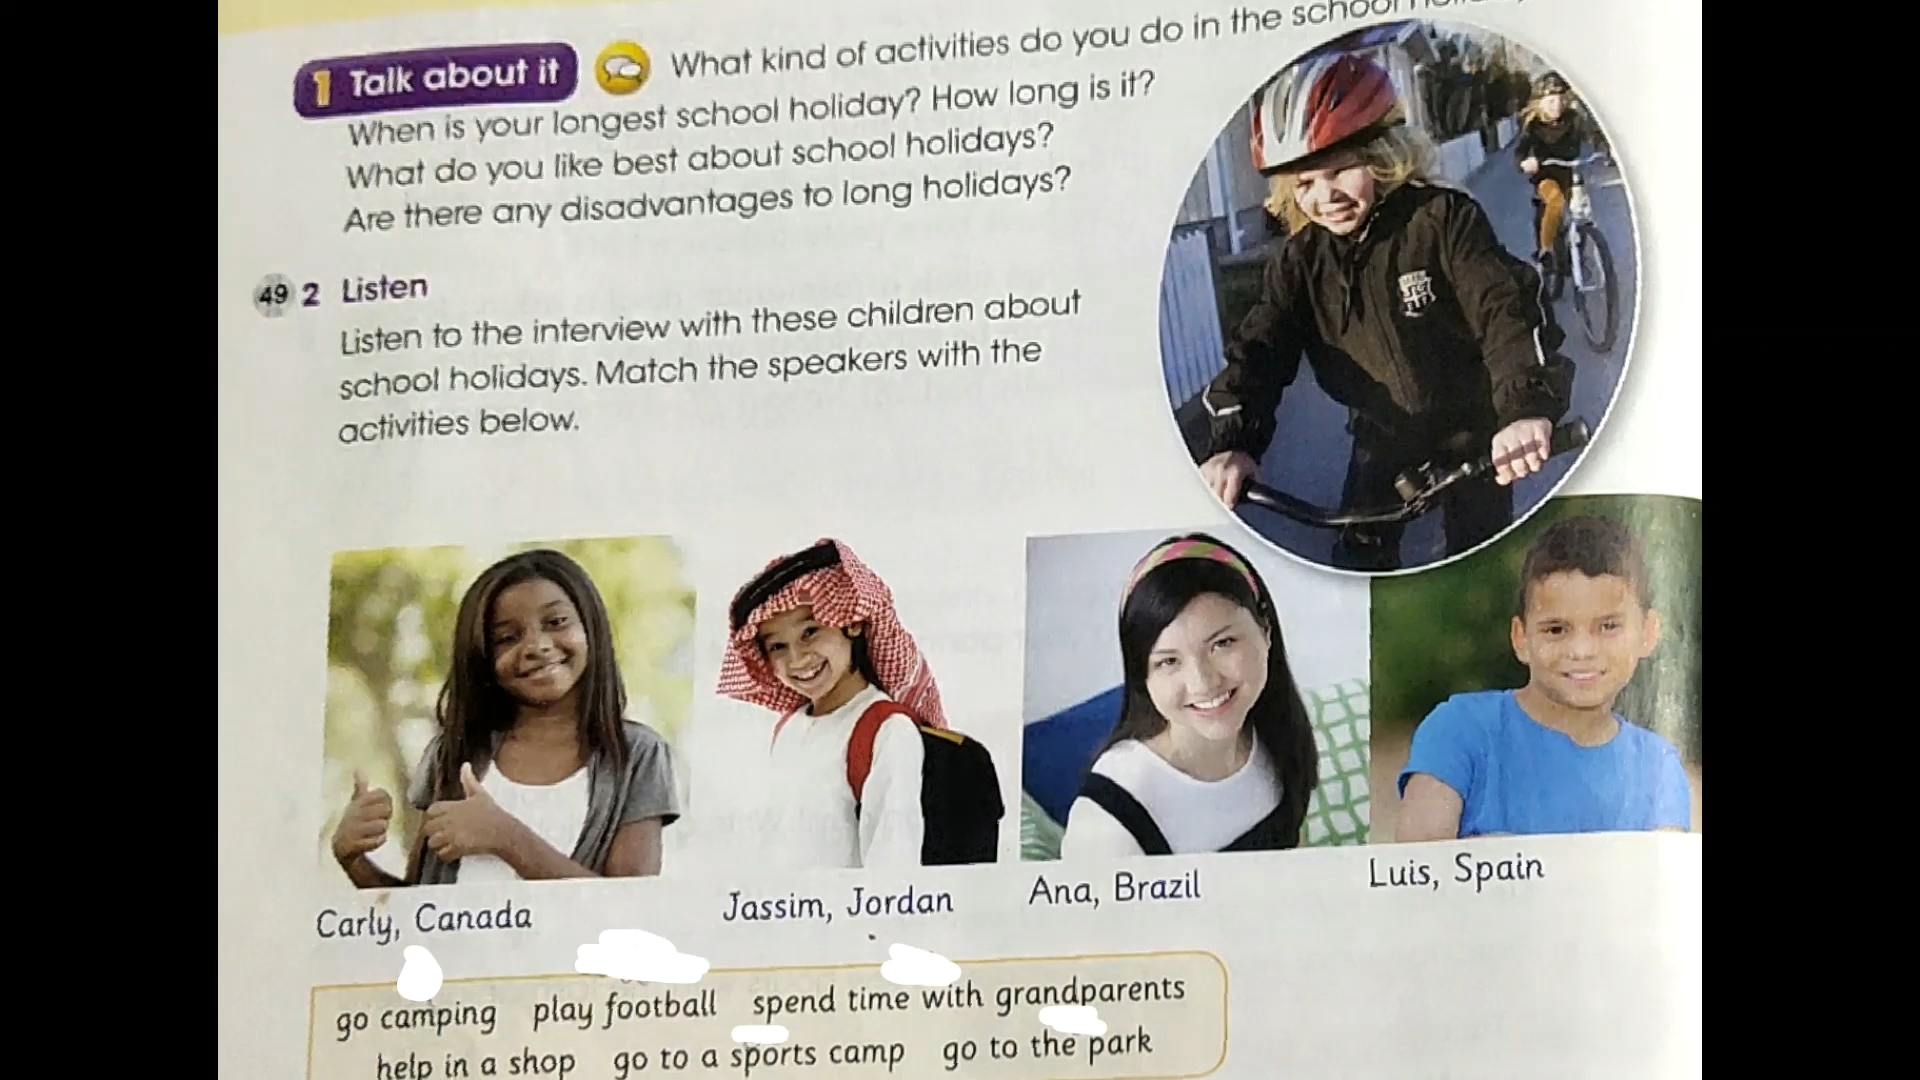 1 Talk about it What kind of activities do you do in the school
When is your longest school holiday? How long is it?
What do you like best about school holidays?
Are there any disadvantages to long holidays?
49 2 Listen
Listen to the interview with these children about
school holidays. Match the speakers with the
activities below.
Carly, Canada
Jassim, Jordan
Ana, Brazil
Luis, Spain
go camping play football spend time with grandparents
help in a shop go to a sports camp go to the park